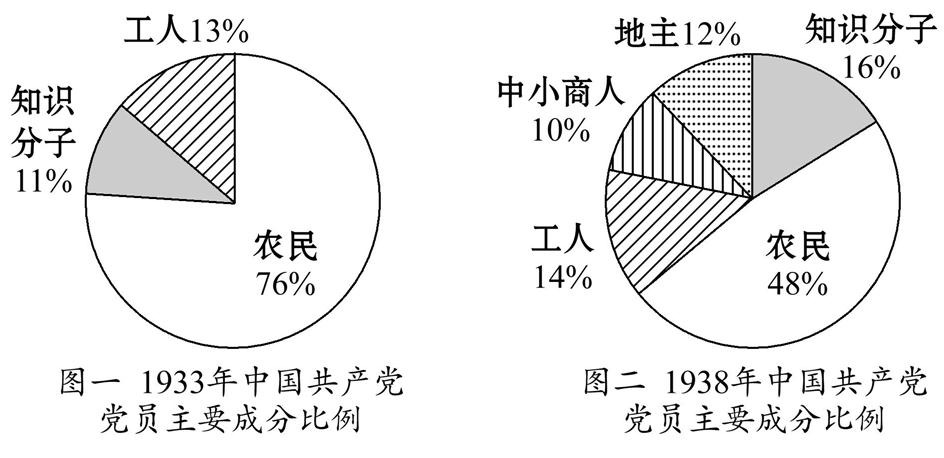 工人13%
知识
分子
11%
农民
76%
图一 1933年中国共产党
党员主要成分比例
地主12%
知识分子
16%
中小商人
10%
工人
14%
农民
48%
图二 1938年中国共产党
党员主要成分比例